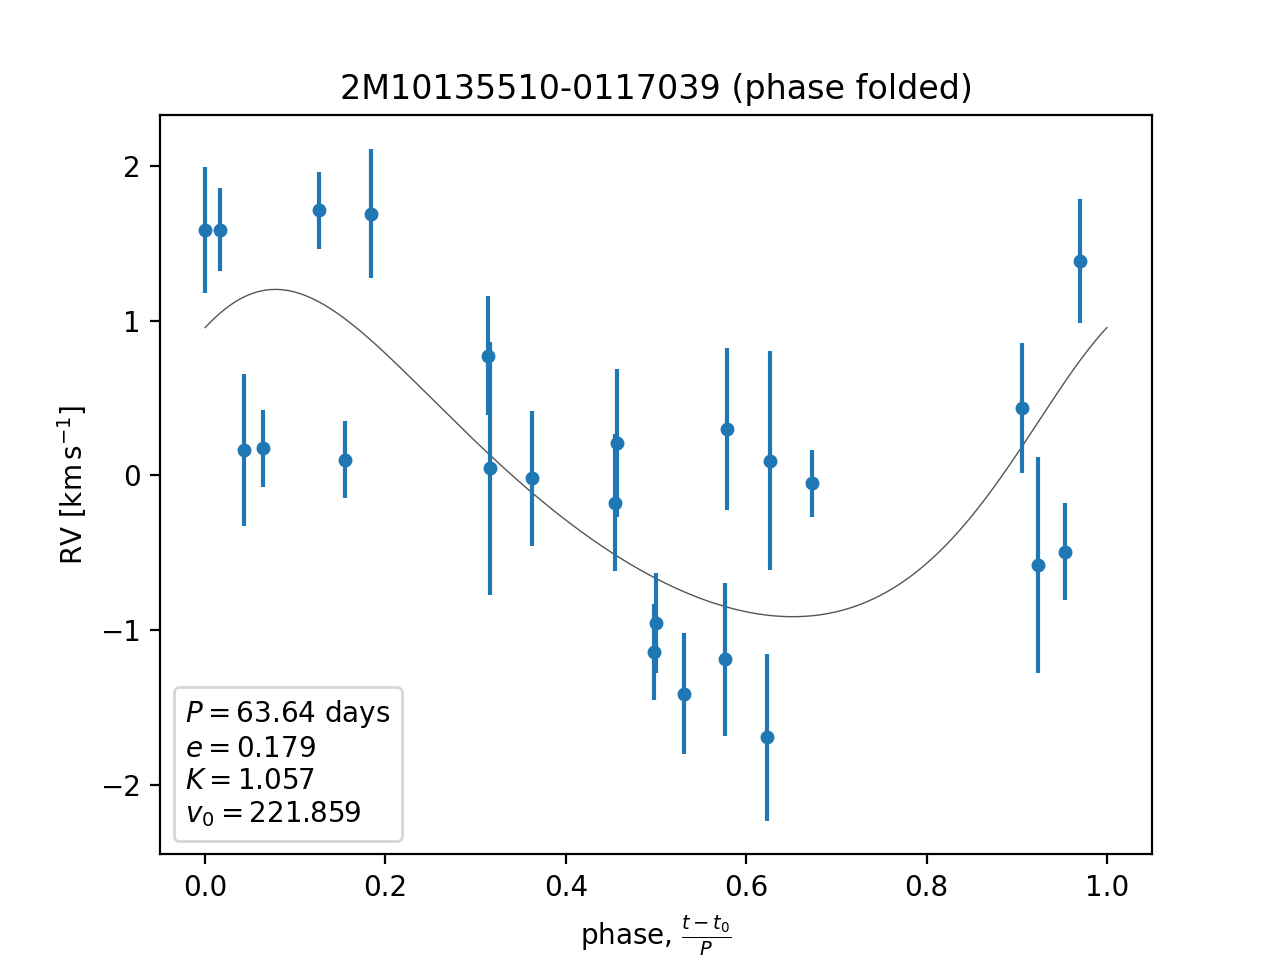 2M10135510-0117039 (phase folded)
RV [km s⁻¹]
2
1
0
−1
−2
P = 63.64 days
e = 0.179
K = 1.057
v₀ = 221.859
0.0 0.2 0.4 0.6 0.8 1.0
phase, (t − t₀)/P